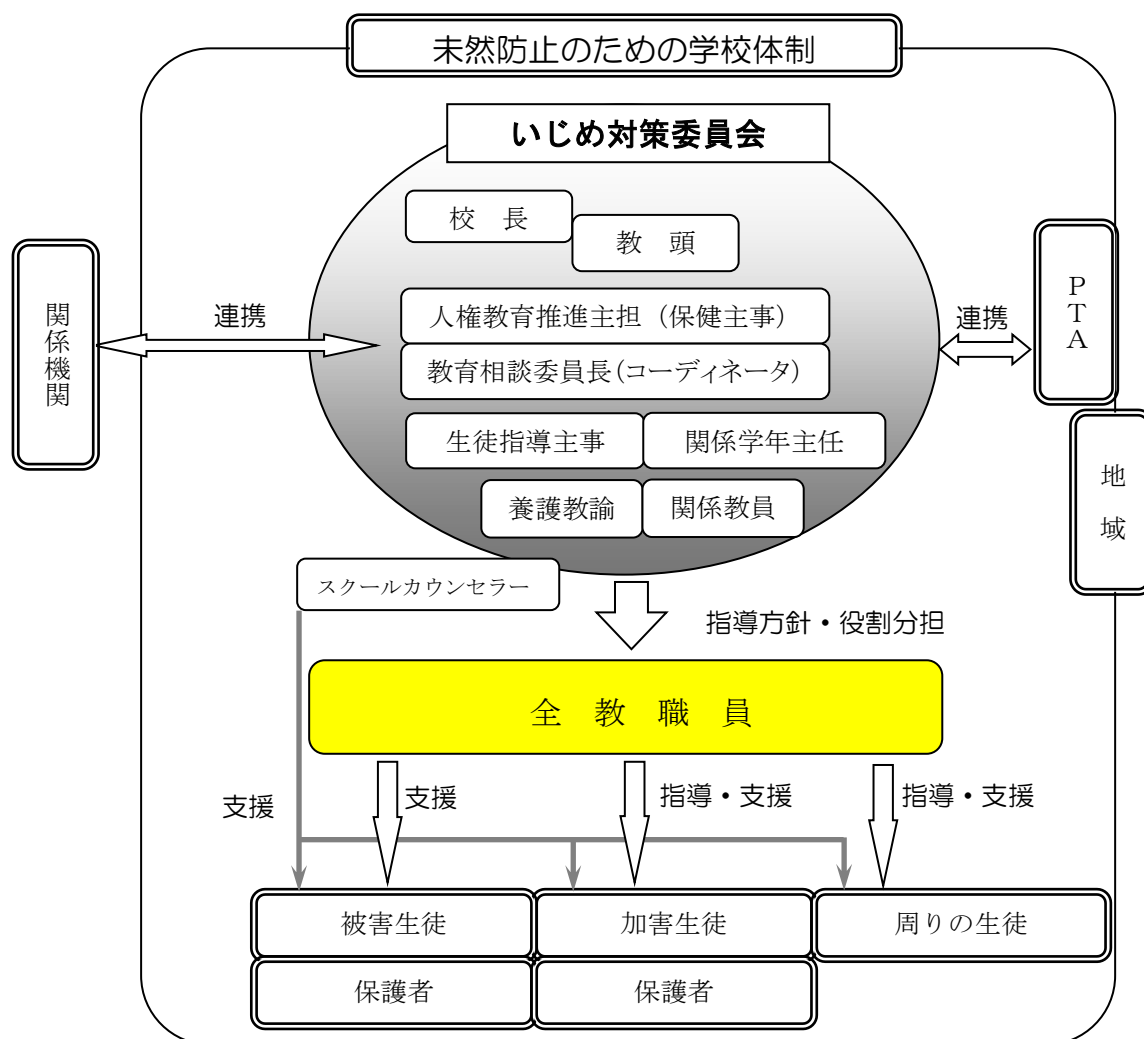 未然防止のための学校体制
いじめ対策委員会
校　長
教　頭
人権教育推進主担（保健主事）
教育相談委員長(コーディネータ)
生徒指導主事
関係学年主任
養護教諭
関係教員
スクールカウンセラー
関係機関
連携
連携
PTA
地域
指導方針・役割分担
全　教　職　員
支援
支援
指導・支援
指導・支援
被害生徒
加害生徒
周りの生徒
保護者
保護者